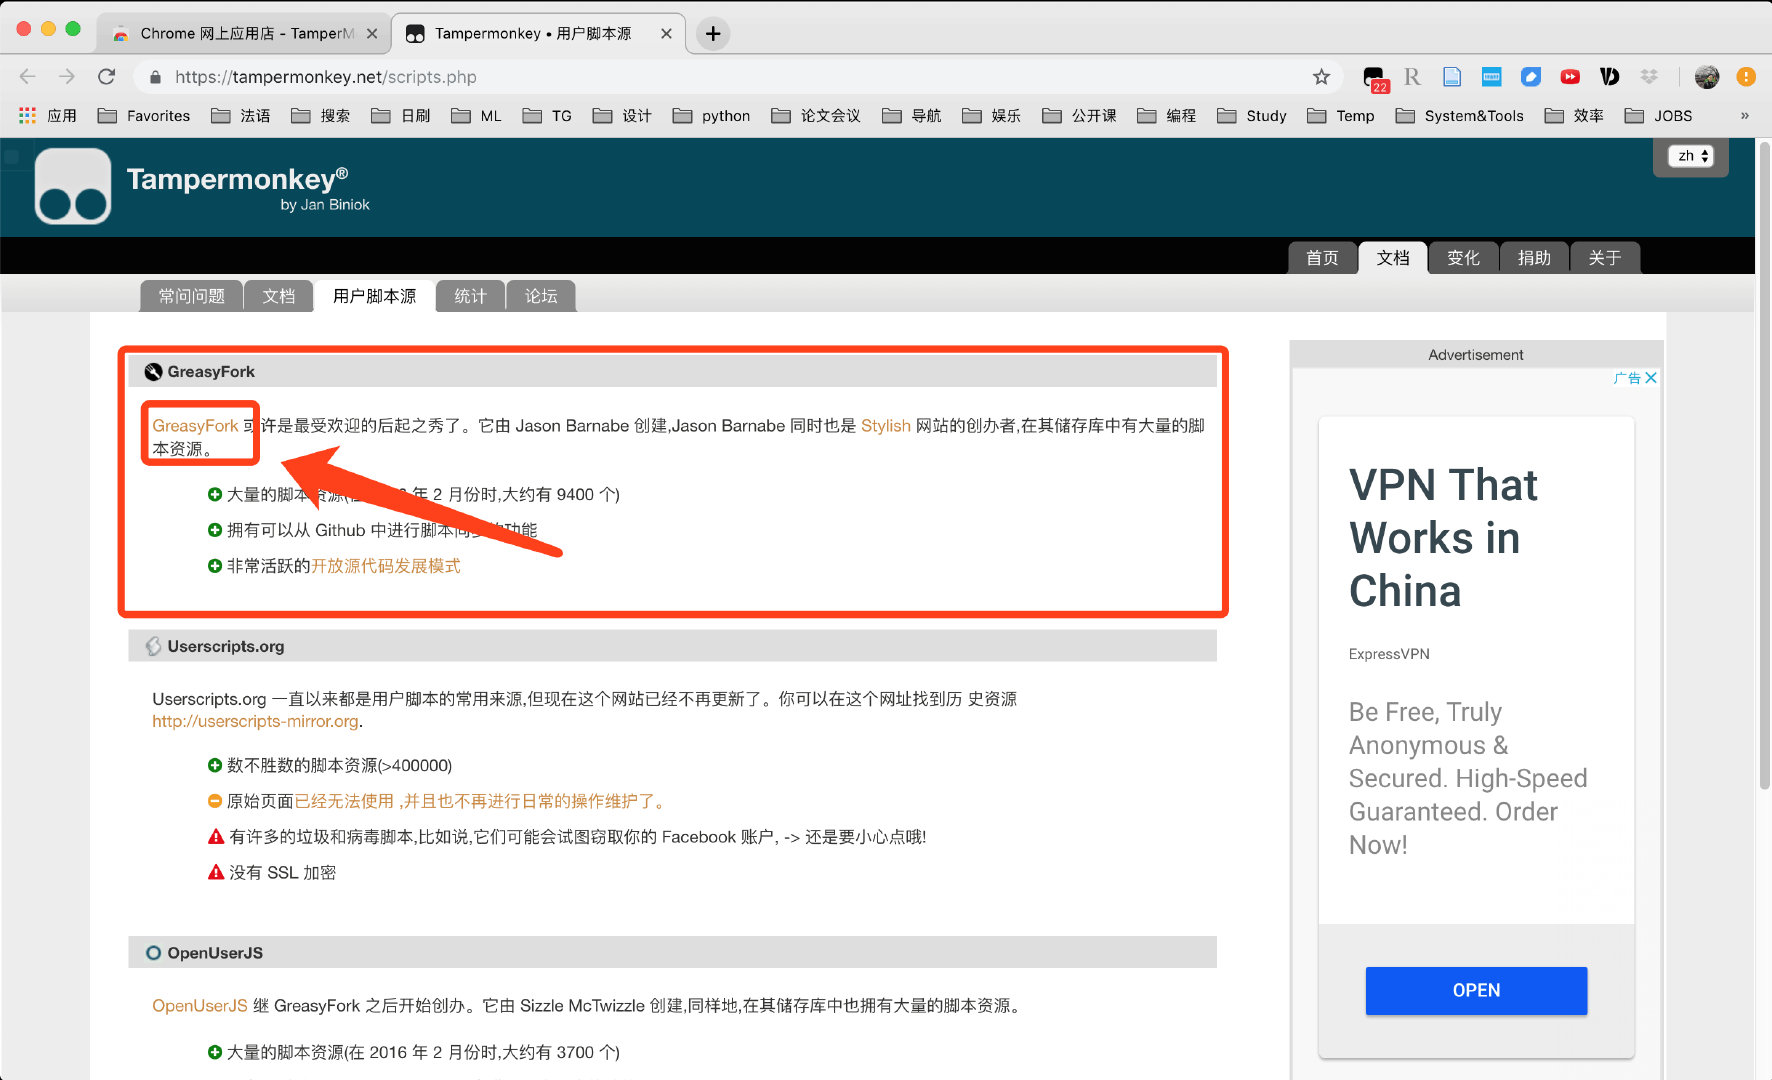 Chrome 网上应用店 - TamperM
Tampermonkey • 用户脚本源
https://tampermonkey.net/scripts.php
22
R
应用
Favorites
法语
搜索
日刷
ML
TG
设计
python
论文会议
导航
娱乐
公开课
编程
Study
Temp
System&Tools
效率
JOBS
»
Tampermonkey®
by Jan Biniok
zh
首页
文档
变化
捐助
关于
常问问题
文档
用户脚本源
统计
论坛
GreasyFork
GreasyFork 或许是最受欢迎的后起之秀了。它由 Jason Barnabe 创建,Jason Barnabe 同时也是 Stylish 网站的创办者,在其储存库中有大量的脚
本资源。
大量的脚本资源 年 2 月份时,大约有 9400 个)
拥有可以从 Github 中进行脚本 功能
非常活跃的开放源代码发展模式
Userscripts.org
Userscripts.org 一直以来都是用户脚本的常用来源,但现在这个网站已经不再更新了。你可以在这个网址找到历 史资源
http://userscripts-mirror.org.
数不胜数的脚本资源(>400000)
原始页面已经无法使用 ,并且也不再进行日常的操作维护了。
有许多的垃圾和病毒脚本,比如说,它们可能会试图窃取你的 Facebook 账户, -> 还是要小心点哦!
没有 SSL 加密
OpenUserJS
OpenUserJS 继 GreasyFork 之后开始创办。它由 Sizzle McTwizzle 创建,同样地,在其储存库中也拥有大量的脚本资源。
大量的脚本资源(在 2016 年 2 月份时,大约有 3700 个)
Advertisement
广告
VPN That
Works in
China
ExpressVPN
Be Free, Truly
Anonymous &
Secured. High-Speed
Guaranteed. Order
Now!
OPEN